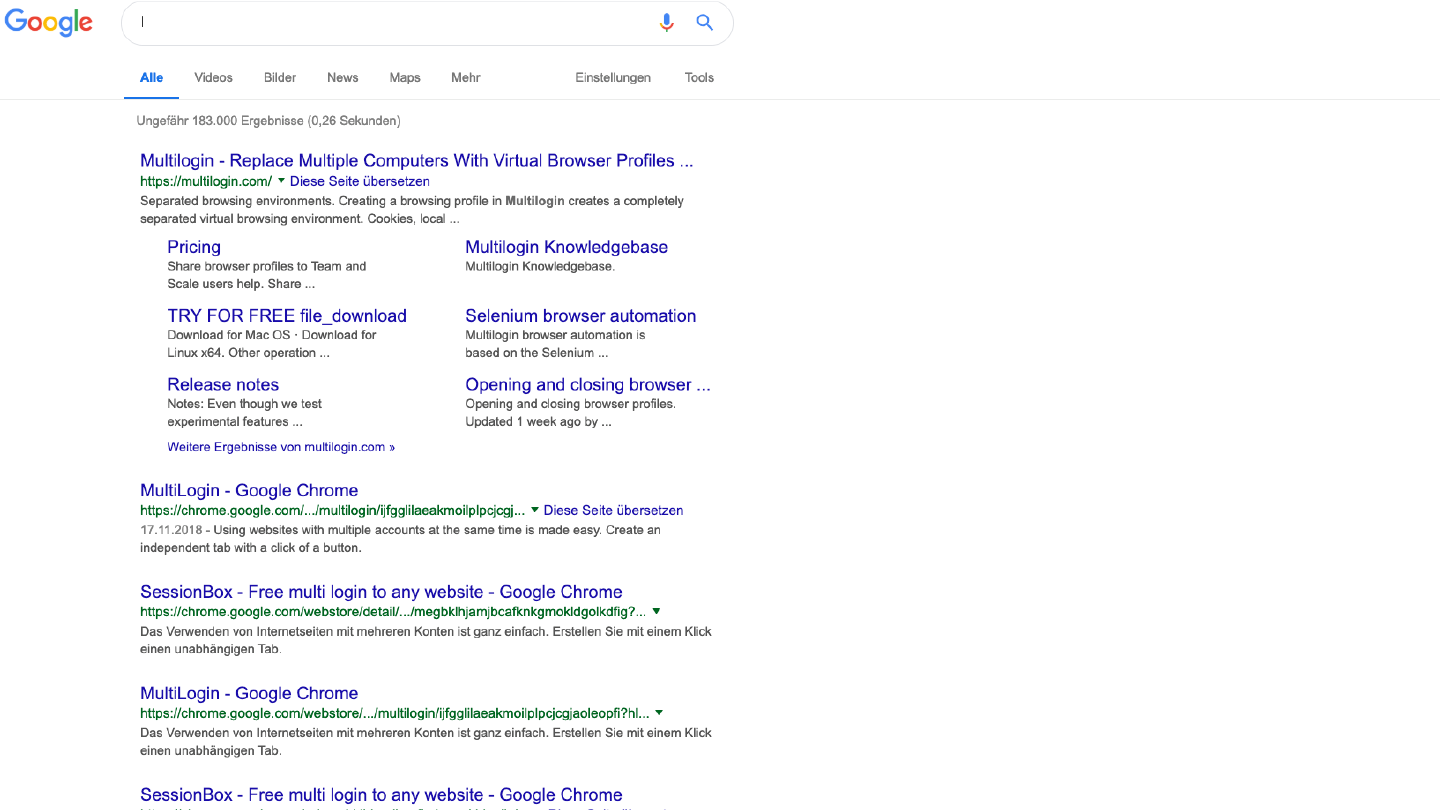 Google
Alle Videos Bilder News Maps Mehr Einstellungen Tools
Ungefähr 183.000 Ergebnisse (0,26 Sekunden)
Multilogin - Replace Multiple Computers With Virtual Browser Profiles ...
https://multilogin.com/ Diese Seite übersetzen
Separated browsing environments. Creating a browsing profile in Multilogin creates a completely
separated virtual browsing environment. Cookies, local ...
Pricing
Share browser profiles to Team and
Scale users help. Share ...
Multilogin Knowledgebase
Multilogin Knowledgebase.
TRY FOR FREE file_download
Download for Mac OS · Download for
Linux x64. Other operation ...
Selenium browser automation
Multilogin browser automation is
based on the Selenium ...
Release notes
Notes: Even though we test
experimental features ...
Opening and closing browser ...
Opening and closing browser profiles.
Updated 1 week ago by ...
Weitere Ergebnisse von multilogin.com »
MultiLogin - Google Chrome
https://chrome.google.com/.../multilogin/ijfgglilaeakmoilplpcjcgj... Diese Seite übersetzen
17.11.2018 - Using websites with multiple accounts at the same time is made easy. Create an
independent tab with a click of a button.
SessionBox - Free multi login to any website - Google Chrome
https://chrome.google.com/webstore/detail/.../megbklhjamjbcafknkgmokldgolkdfig?...
Das Verwenden von Internetseiten mit mehreren Konten ist ganz einfach. Erstellen Sie mit einem Klick
einen unabhängigen Tab.
MultiLogin - Google Chrome
https://chrome.google.com/webstore/.../multilogin/ijfgglilaeakmoilplpcjcgjaoleopfi?hl...
Das Verwenden von Internetseiten mit mehreren Konten ist ganz einfach. Erstellen Sie mit einem Klick
einen unabhängigen Tab.
SessionBox - Free multi login to any website - Google Chrome